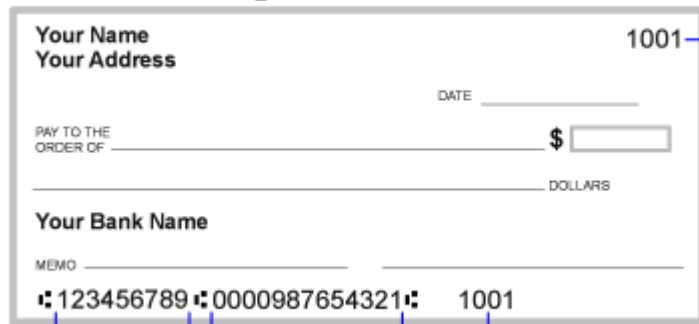 Your Name 1001
Your Address
DATE
PAY TO THE
ORDER OF $
DOLLARS
Your Bank Name
MEMO
⑆123456789⑆0000987654321⑆ 1001